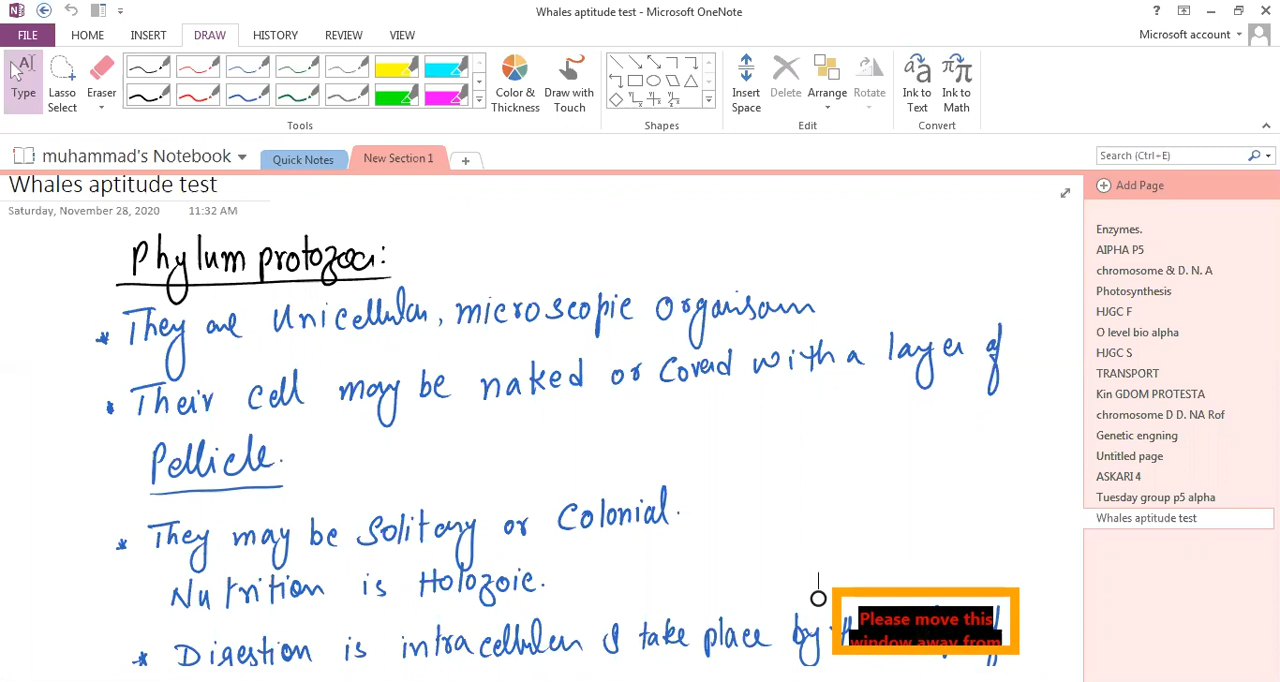 Whales aptitude test - Microsoft OneNote
?
FILE HOME INSERT DRAW HISTORY REVIEW VIEW
Microsoft account
Type
Lasso Select
Eraser
Color & Thickness
Draw with Touch
Insert Space
Delete
Arrange
Rotate
Ink to Text
Ink to Math
Tools
Shapes
Edit
Convert
muhammad's Notebook
Quick Notes
New Section 1
Search (Ctrl+E)
Whales aptitude test
Saturday, November 28, 2020 11:32 AM
Phylum protozoa:
* They are Unicellular, microscopic Organisam
• Their cell may be naked or Coverd with a layer of
Pellicle.
* They may be Solitary or Colonial.
Nutrition is Holozoic.
* Digestion is intracellular & take place by
Please move this
window away from
Add Page
Enzymes.
AlPHA P5
chromosome & D. N. A
Photosynthesis
HGCF F
O level bio alpha
HJGC S
TRANSPORT
Kin GDOM PROTESTA
chromosome D D. NA Rof
Genetic engning
Untitled page
ASKARI 4
Tuesday group p5 alpha
Whales aptitude test